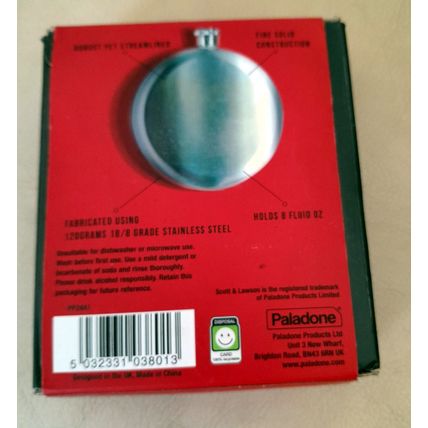 ROBUST YET STREAMLINED
FINE SOLID
CONSTRUCTION
FABRICATED USING
120GRAMS 18/8 GRADE STAINLESS STEEL
HOLDS 8 FLUID OZ
Unsuitable for dishwasher or microwave use.
Wash before first use. Use a mild detergent or
bicarbonate of soda and rinse thoroughly.
Please drink alcohol responsibly. Retain this
packaging for future reference.
Scott & Lawson is the registered trademark
of Paladone Products Limited
5 032331 038013
Designed in the UK. Made in China
DISPOSAL
CARD
Paladone
Paladone Products Ltd
Unit 2 New Wharf,
Brighton Road, BN43 6RN UK
www.paladone.com